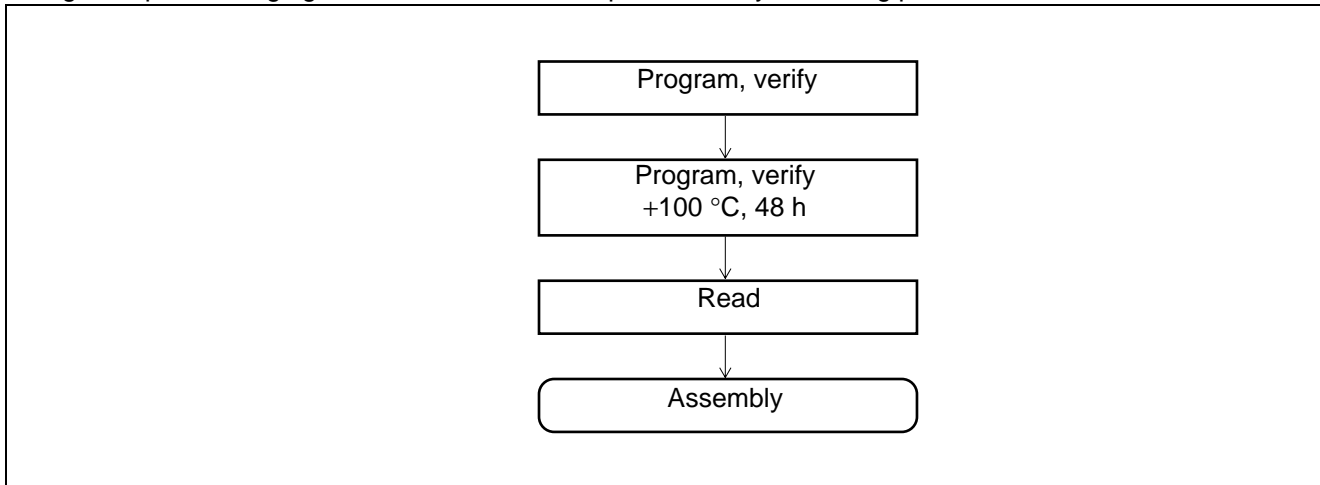 Program, verify
Program, verify
+100 °C, 48 h
Read
Assembly